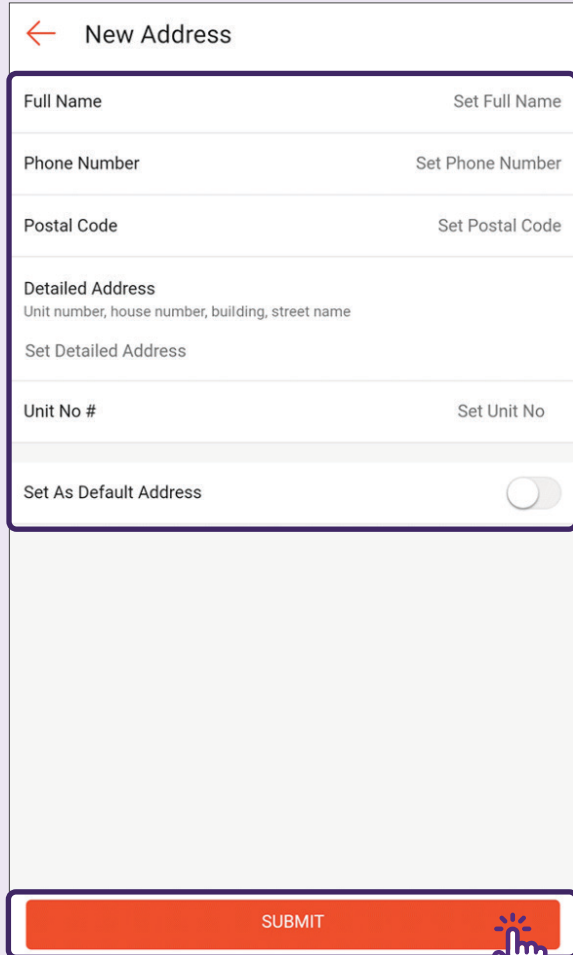 New Address
Full Name Set Full Name
Phone Number Set Phone Number
Postal Code Set Postal Code
Detailed Address
Unit number, house number, building, street name
Set Detailed Address
Unit No # Set Unit No
Set As Default Address
SUBMIT